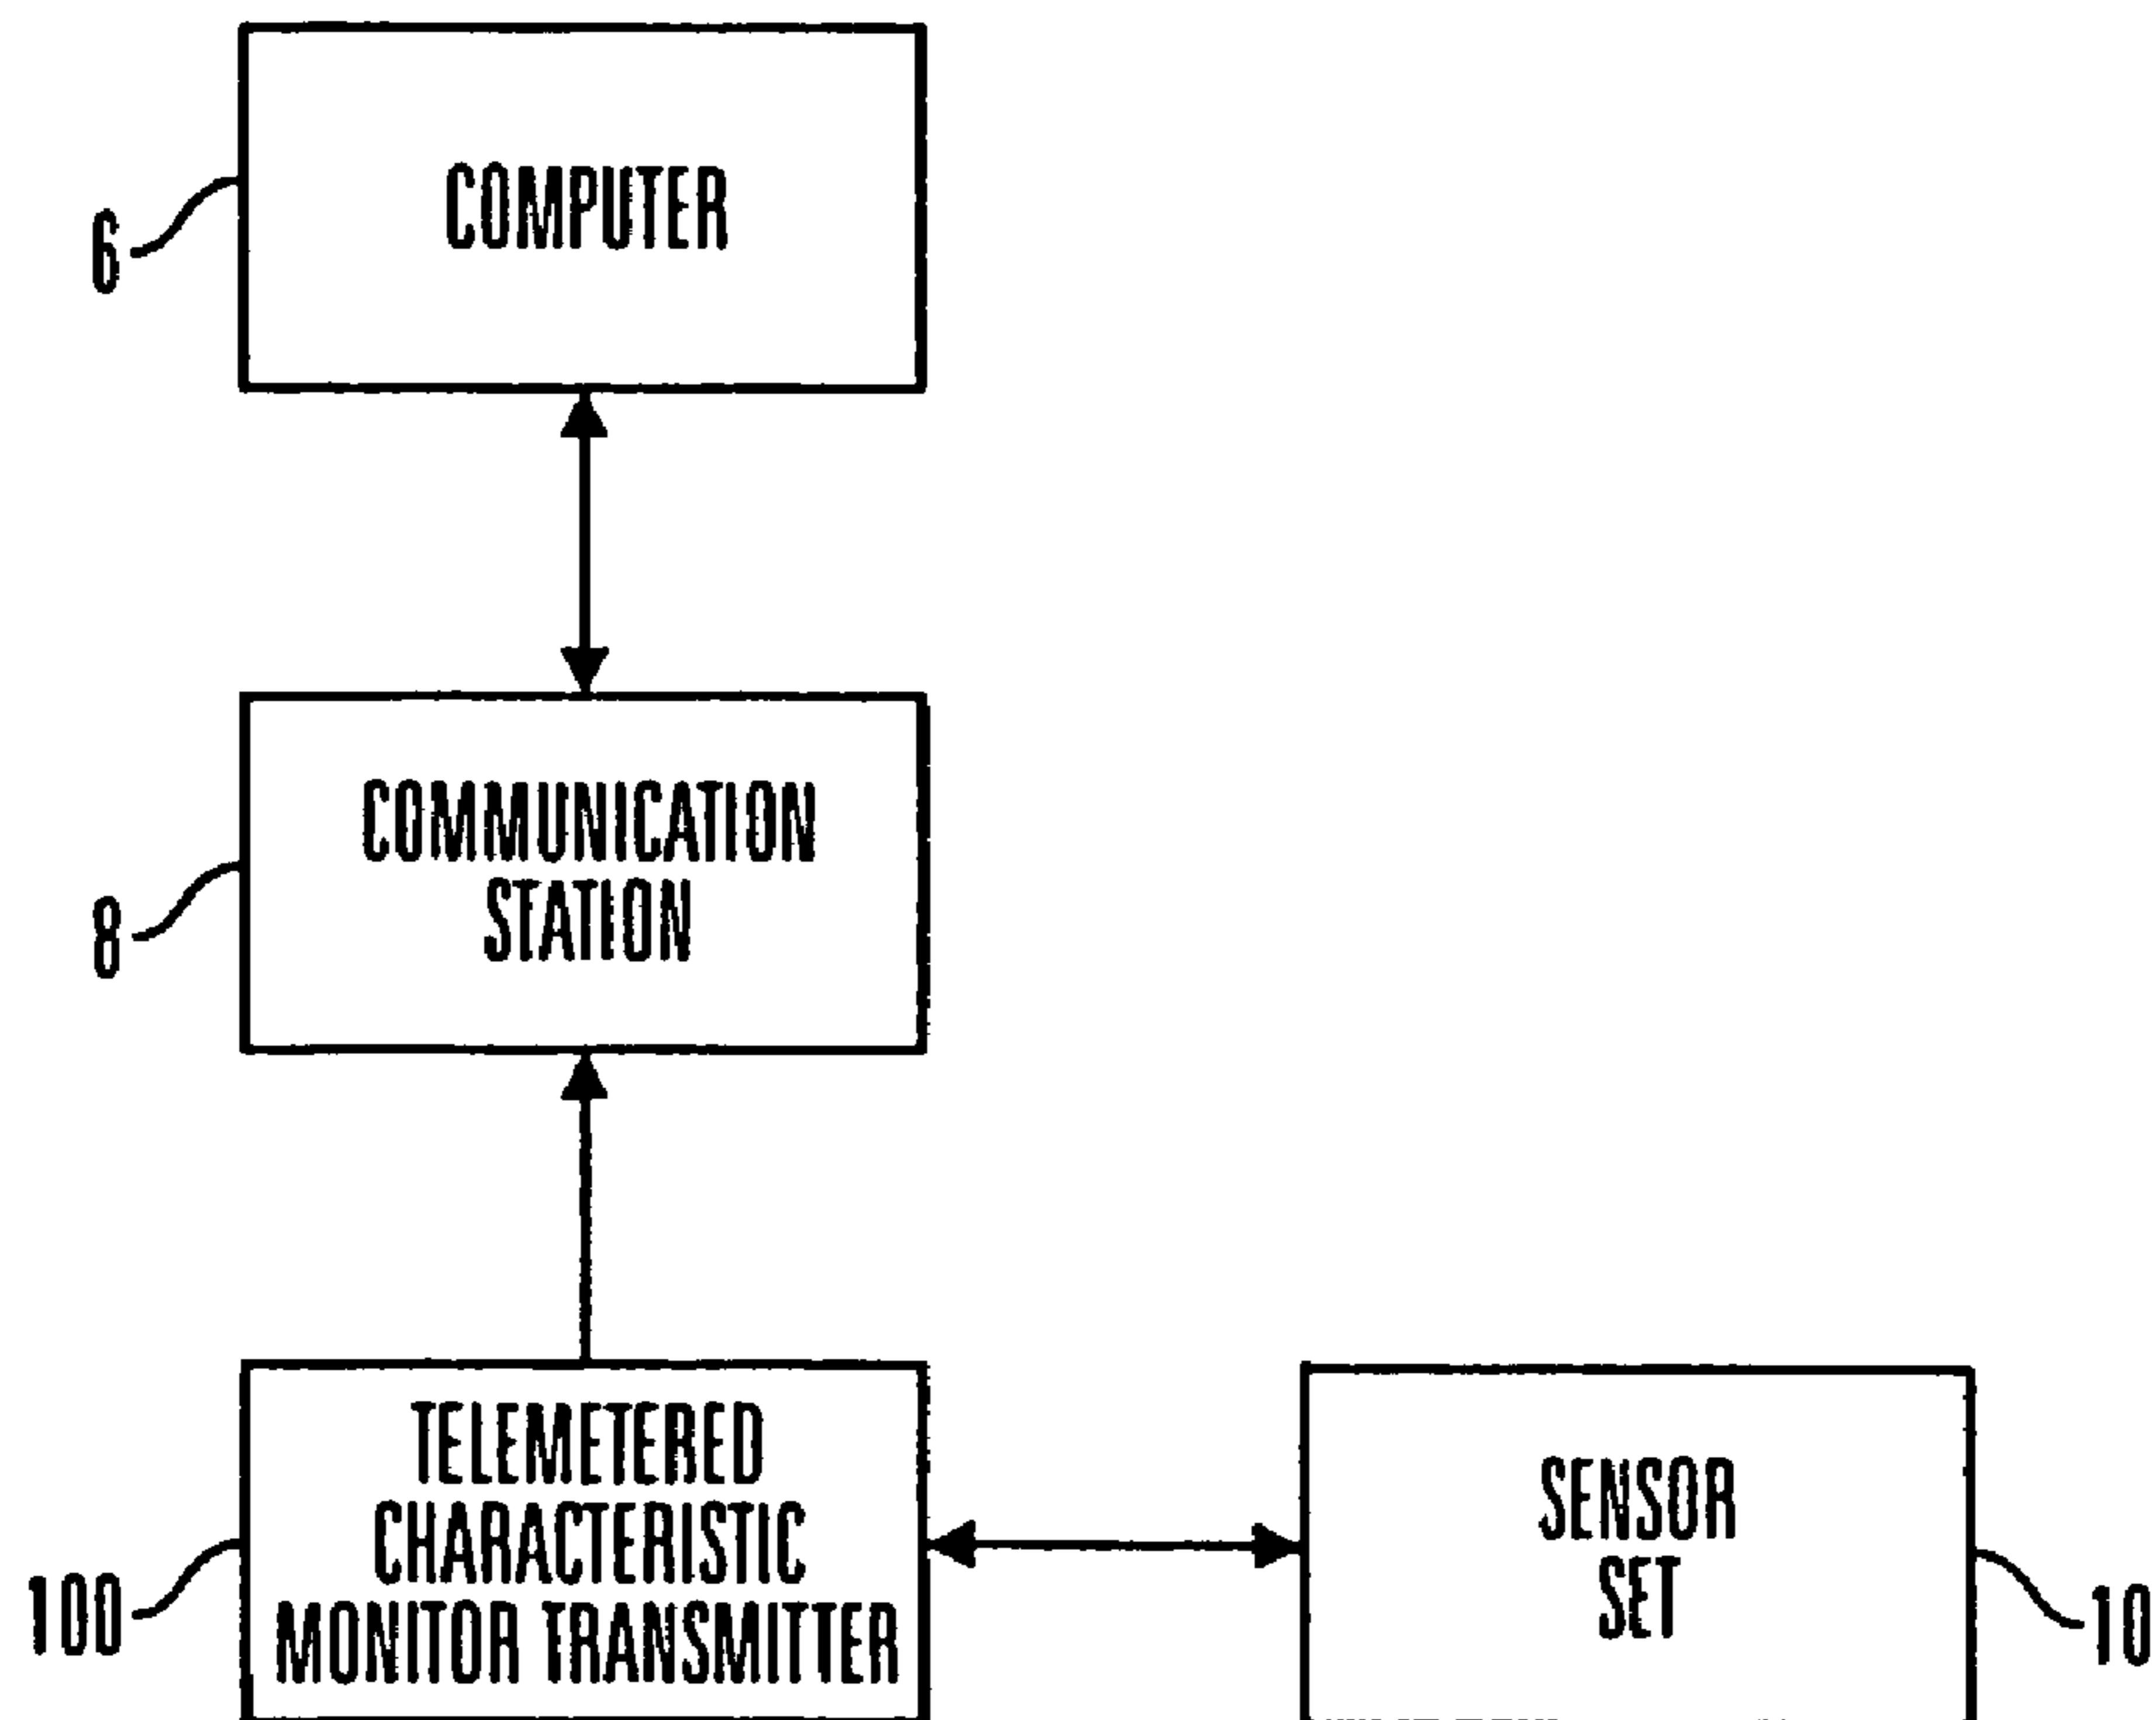 COMPUTER
6
COMMUNICATION
STATION
8
TELEMETERED
CHARACTERISTIC
MONITOR TRANSMITTER
100
SENSOR
SET
10